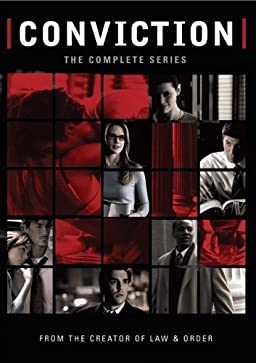 CONVICTION
THE COMPLETE SERIES
FROM THE CREATOR OF LAW & ORDER